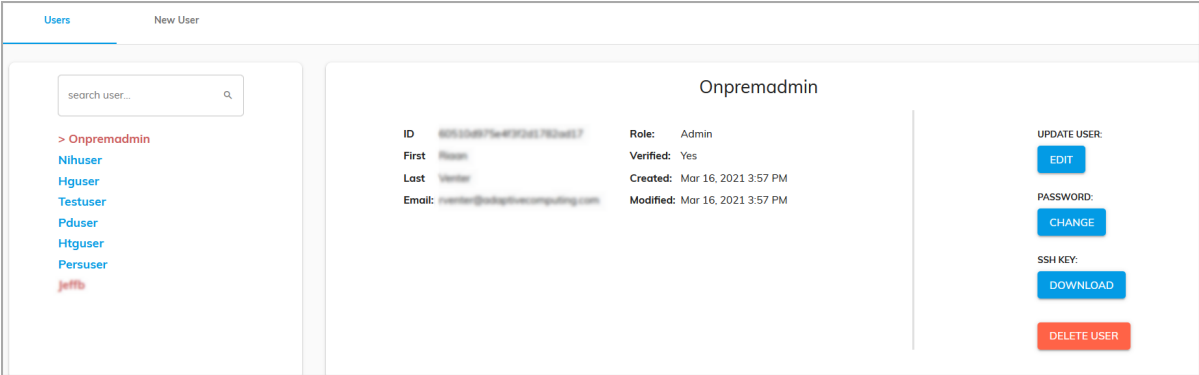 Users New User
search user...
> Onpremadmin
Nihuser
Hguser
Testuser
Pduser
Htguser
Persuser
Onpremadmin
ID
First
Last
Email:
Role: Admin
Verified: Yes
Created: Mar 16, 2021 3:57 PM
Modified: Mar 16, 2021 3:57 PM
UPDATE USER:
EDIT
PASSWORD:
CHANGE
SSH KEY:
DOWNLOAD
DELETE USER